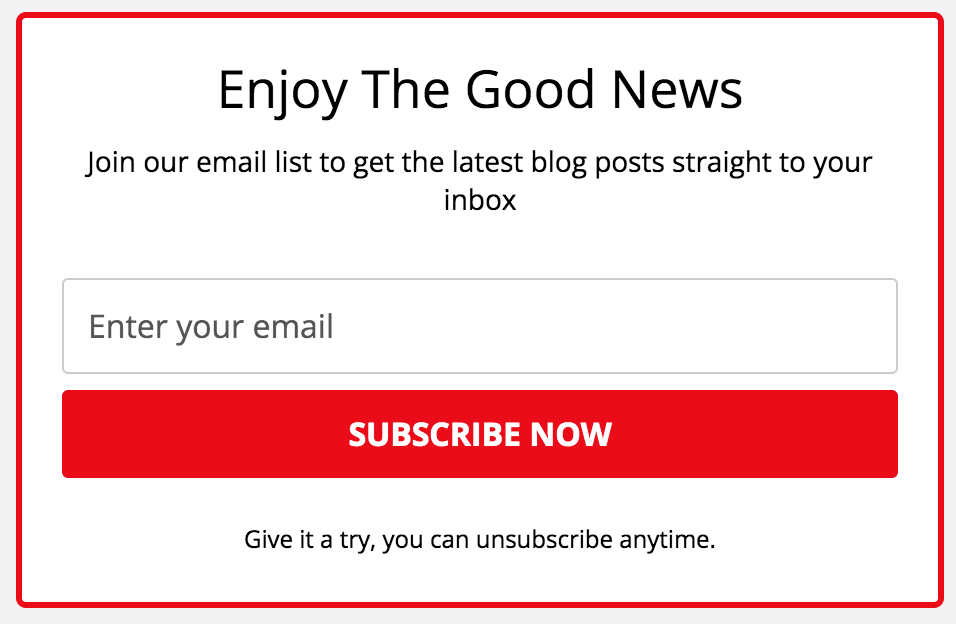 Enjoy The Good News
Join our email list to get the latest blog posts straight to your
inbox
Enter your email
SUBSCRIBE NOW
Give it a try, you can unsubscribe anytime.